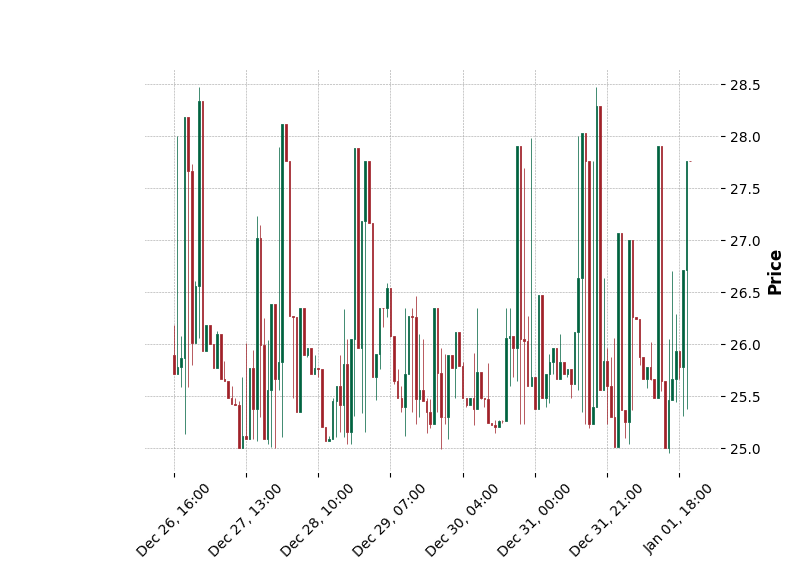 28.5
28.0
27.5
27.0
26.5
26.0
25.5
25.0
Price
Dec 26, 16:00
Dec 27, 13:00
Dec 28, 10:00
Dec 29, 07:00
Dec 30, 04:00
Dec 31, 00:00
Dec 31, 21:00
Jan 01, 18:00